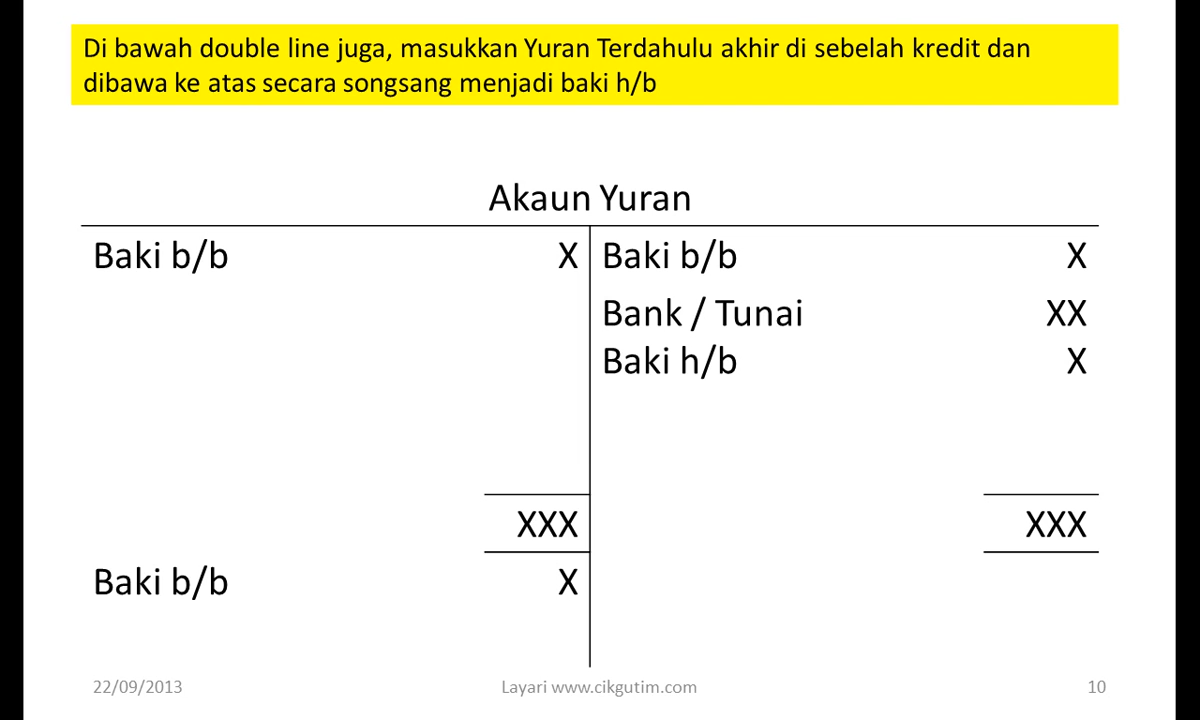 Di bawah double line juga, masukkan Yuran Terdahulu akhir di sebelah kredit dan
dibawa ke atas secara songsang menjadi baki h/b
Akaun Yuran
Baki b/b X Baki b/b X
Bank / Tunai XX
Baki h/b X
XXX XXX
Baki b/b X
22/09/2013 Layari www.cikgutim.com 10